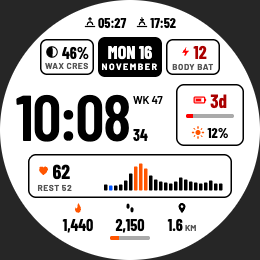 05:27 17:52
46% MON 16 12
WAX CRES NOVEMBER BODY BAT
10:08 WK 47 34
3d
12%
62
REST 52
1,440 2,150 1.6 KM